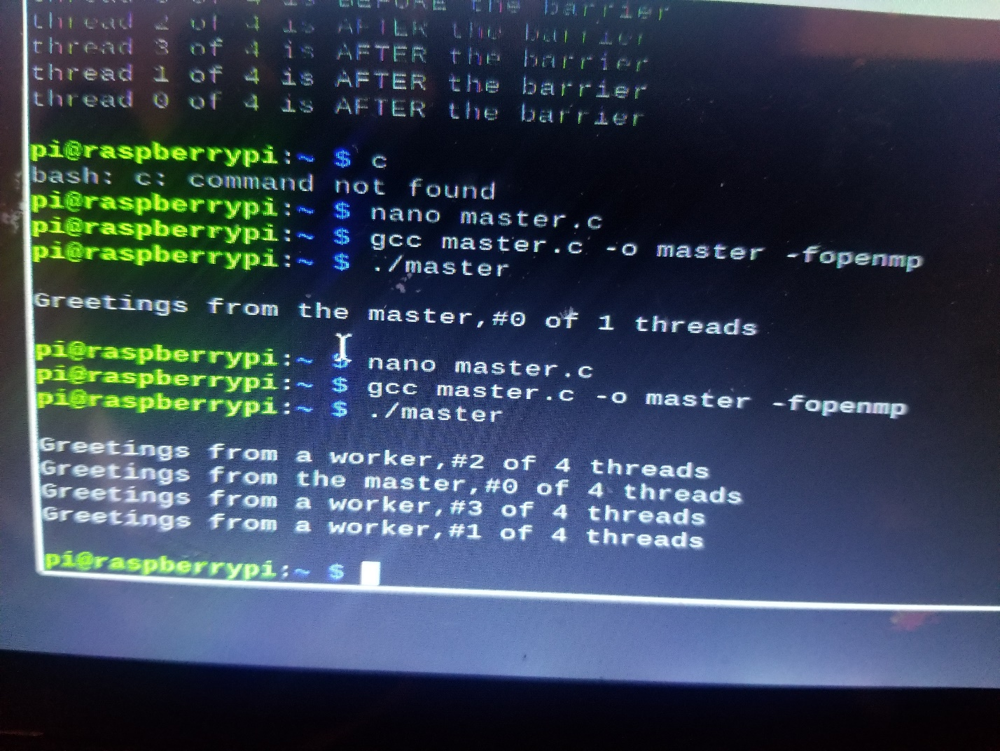 of 4 is BEFORE the barrier
thread 2 of 4 is AFTER the barrier
thread 3 of 4 is AFTER the barrier
thread 1 of 4 is AFTER the barrier
thread 0 of 4 is AFTER the barrier
pi@raspberrypi:~ $ c
bash: c: command not found
pi@raspberrypi:~ $ nano master.c
pi@raspberrypi:~ $ gcc master.c -o master -fopenmp
pi@raspberrypi:~ $ ./master
Greetings from the master,#0 of 1 threads
pi@raspberrypi:~ $ nano master.c
pi@raspberrypi:~ $ gcc master.c -o master -fopenmp
pi@raspberrypi:~ $ ./master
Greetings from a worker,#2 of 4 threads
Greetings from the master,#0 of 4 threads
Greetings from a worker,#3 of 4 threads
Greetings from a worker,#1 of 4 threads
pi@raspberrypi:~ $